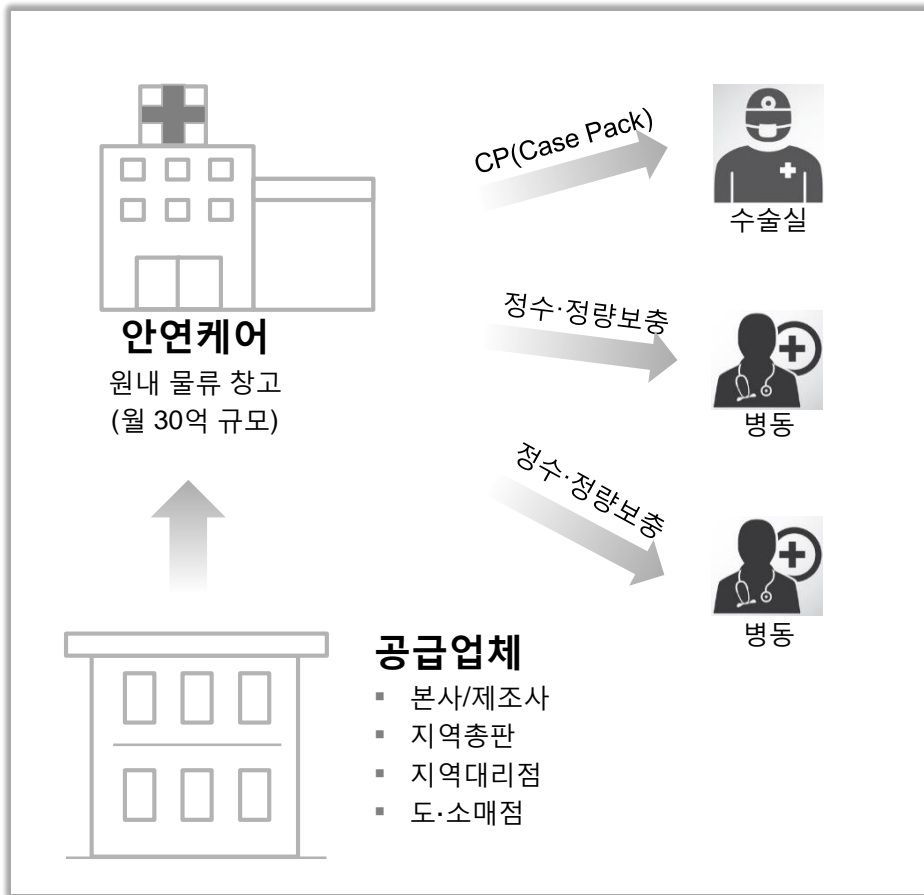 CP(Case Pack)
수술실
안연케어
원내 물류 창고
(월 30억 규모)
정수·정량보충
병동
정수·정량보충
병동
공급업체
▪ 본사/제조사
▪ 지역총판
▪ 지역대리점
▪ 도·소매점